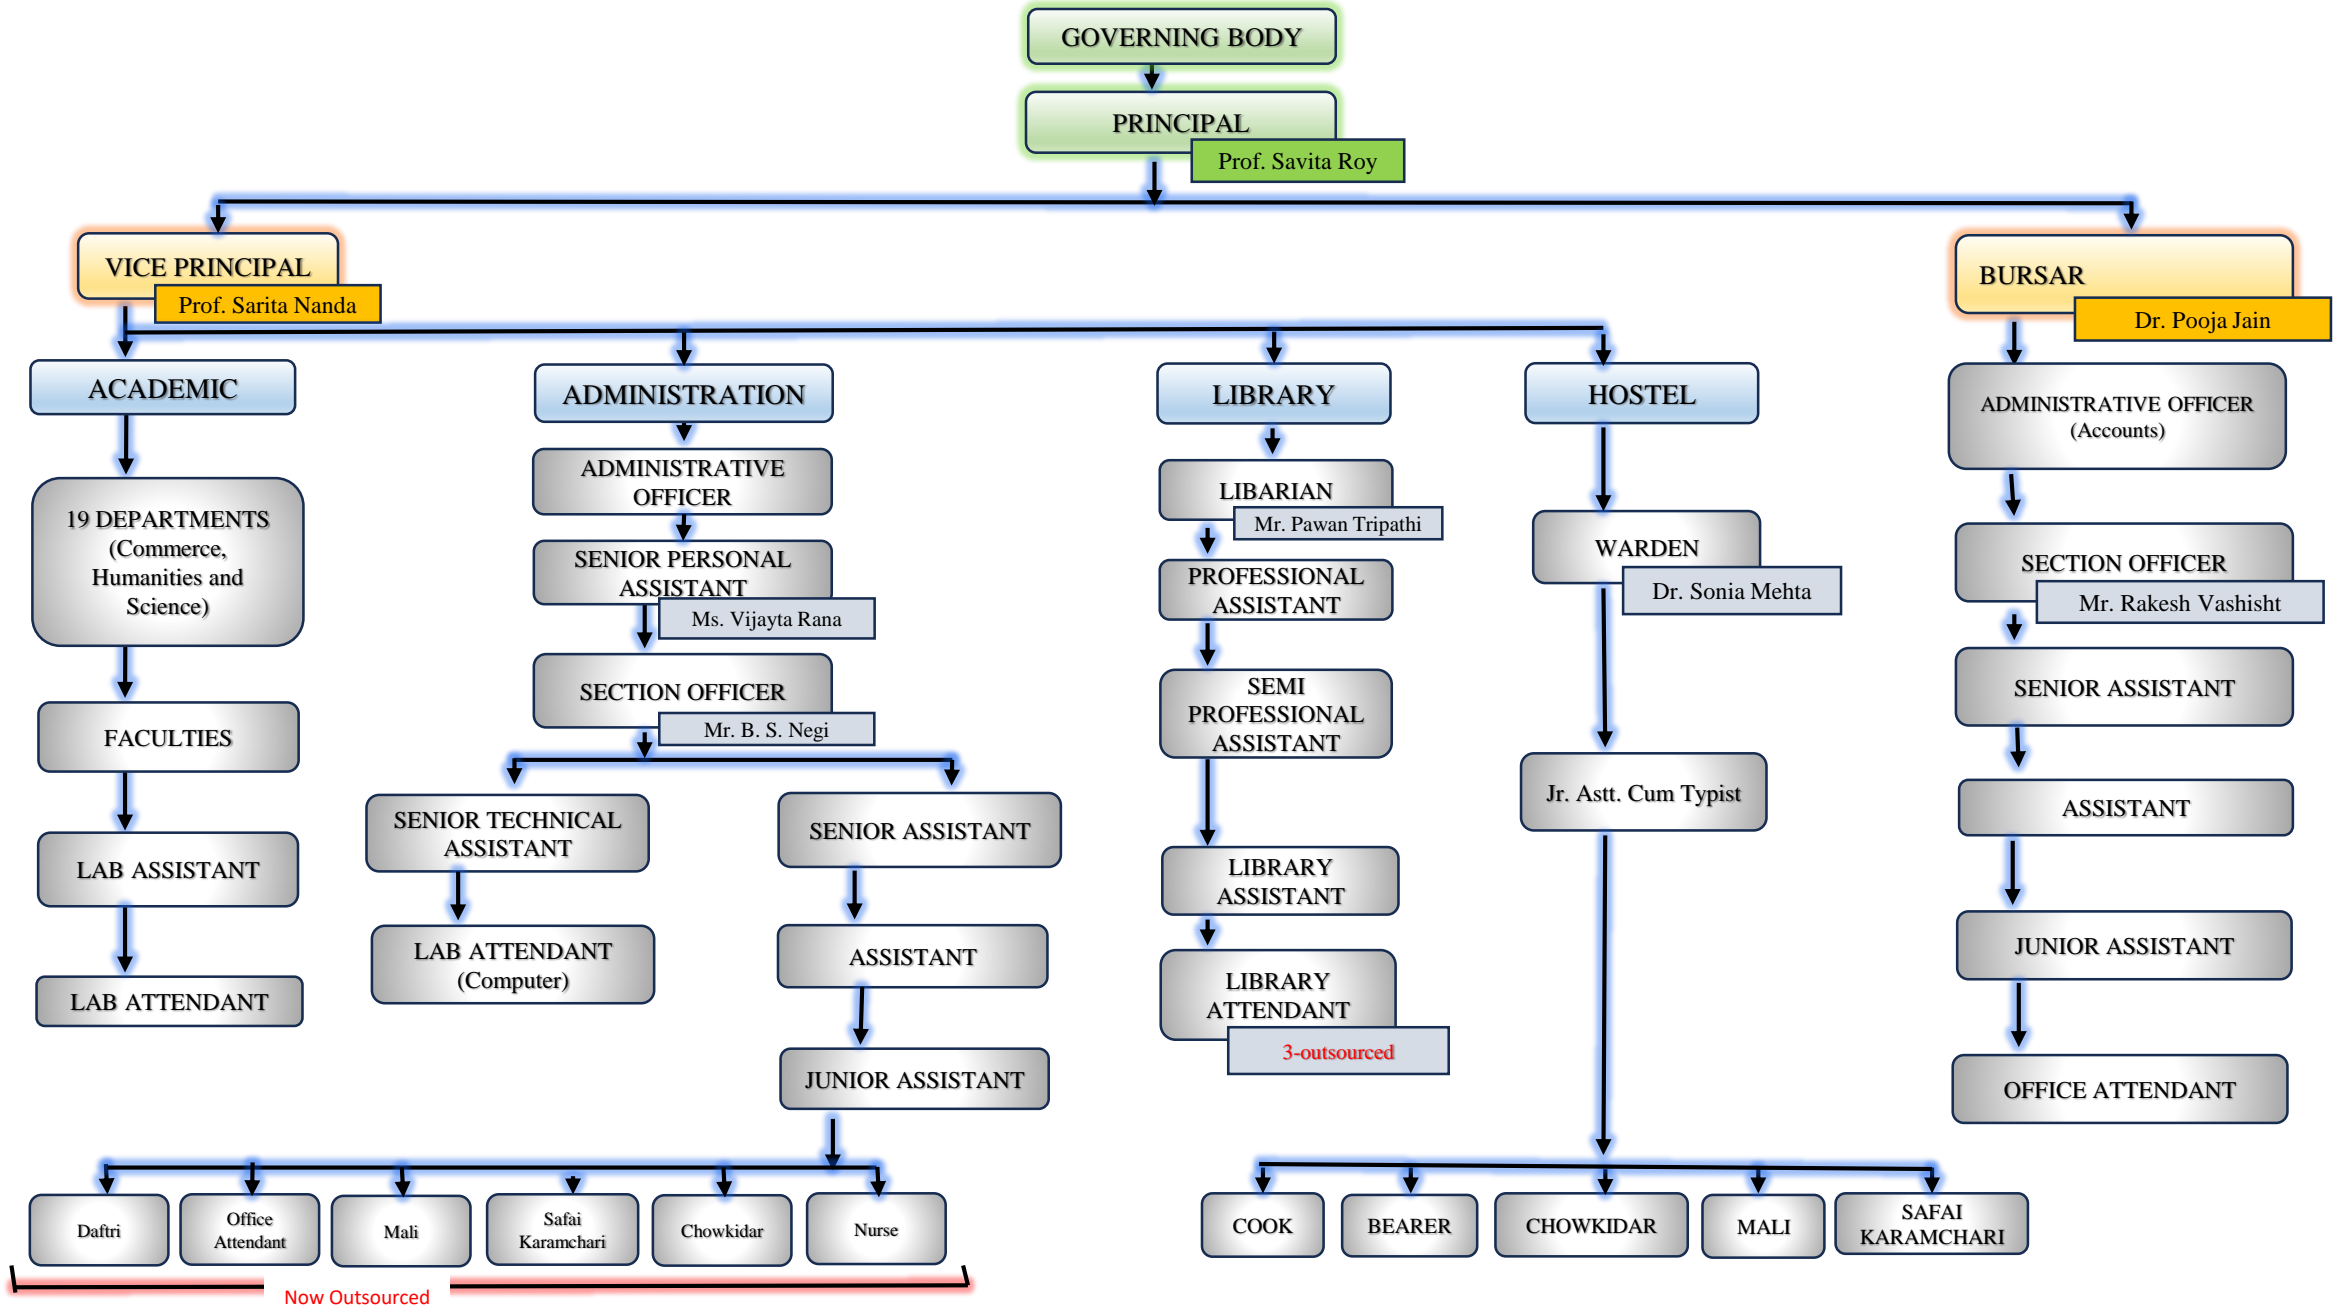 GOVERNING BODY
PRINCIPAL
Prof. Savita Roy
VICE PRINCIPAL
Prof. Sarita Nanda
BURSAR
Dr. Pooja Jain
ACADEMIC
19 DEPARTMENTS
(Commerce,
Humanities and
Science)
FACULTIES
LAB ASSISTANT
LAB ATTENDANT
ADMINISTRATION
ADMINISTRATIVE
OFFICER
SENIOR PERSONAL
ASSISTANT
Ms. Vijayta Rana
SECTION OFFICER
Mr. B. S. Negi
SENIOR TECHNICAL
ASSISTANT
LAB ATTENDANT
(Computer)
SENIOR ASSISTANT
ASSISTANT
JUNIOR ASSISTANT
Daftri
Office
Attendant
Mali
Safai
Karamchari
Chowkidar
Nurse
Now Outsourced
LIBRARY
LIBARIAN
Mr. Pawan Tripathi
PROFESSIONAL
ASSISTANT
SEMI
PROFESSIONAL
ASSISTANT
LIBRARY
ASSISTANT
LIBRARY
ATTENDANT
3-outsourced
HOSTEL
WARDEN
Dr. Sonia Mehta
Jr. Astt. Cum Typist
COOK
BEARER
CHOWKIDAR
MALI
SAFAI
KARAMCHARI
ADMINISTRATIVE OFFICER
(Accounts)
SECTION OFFICER
Mr. Rakesh Vashisht
SENIOR ASSISTANT
ASSISTANT
JUNIOR ASSISTANT
OFFICE ATTENDANT